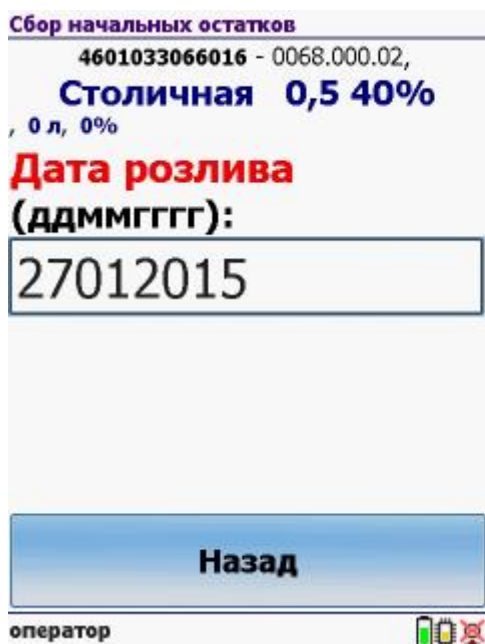 Сбор начальных остатков
4601033066016 - 0068.000.02,
Столичная 0,5 40%
, 0 л, 0%
Дата розлива
(ддммгггг):
27012015
Назад
оператор